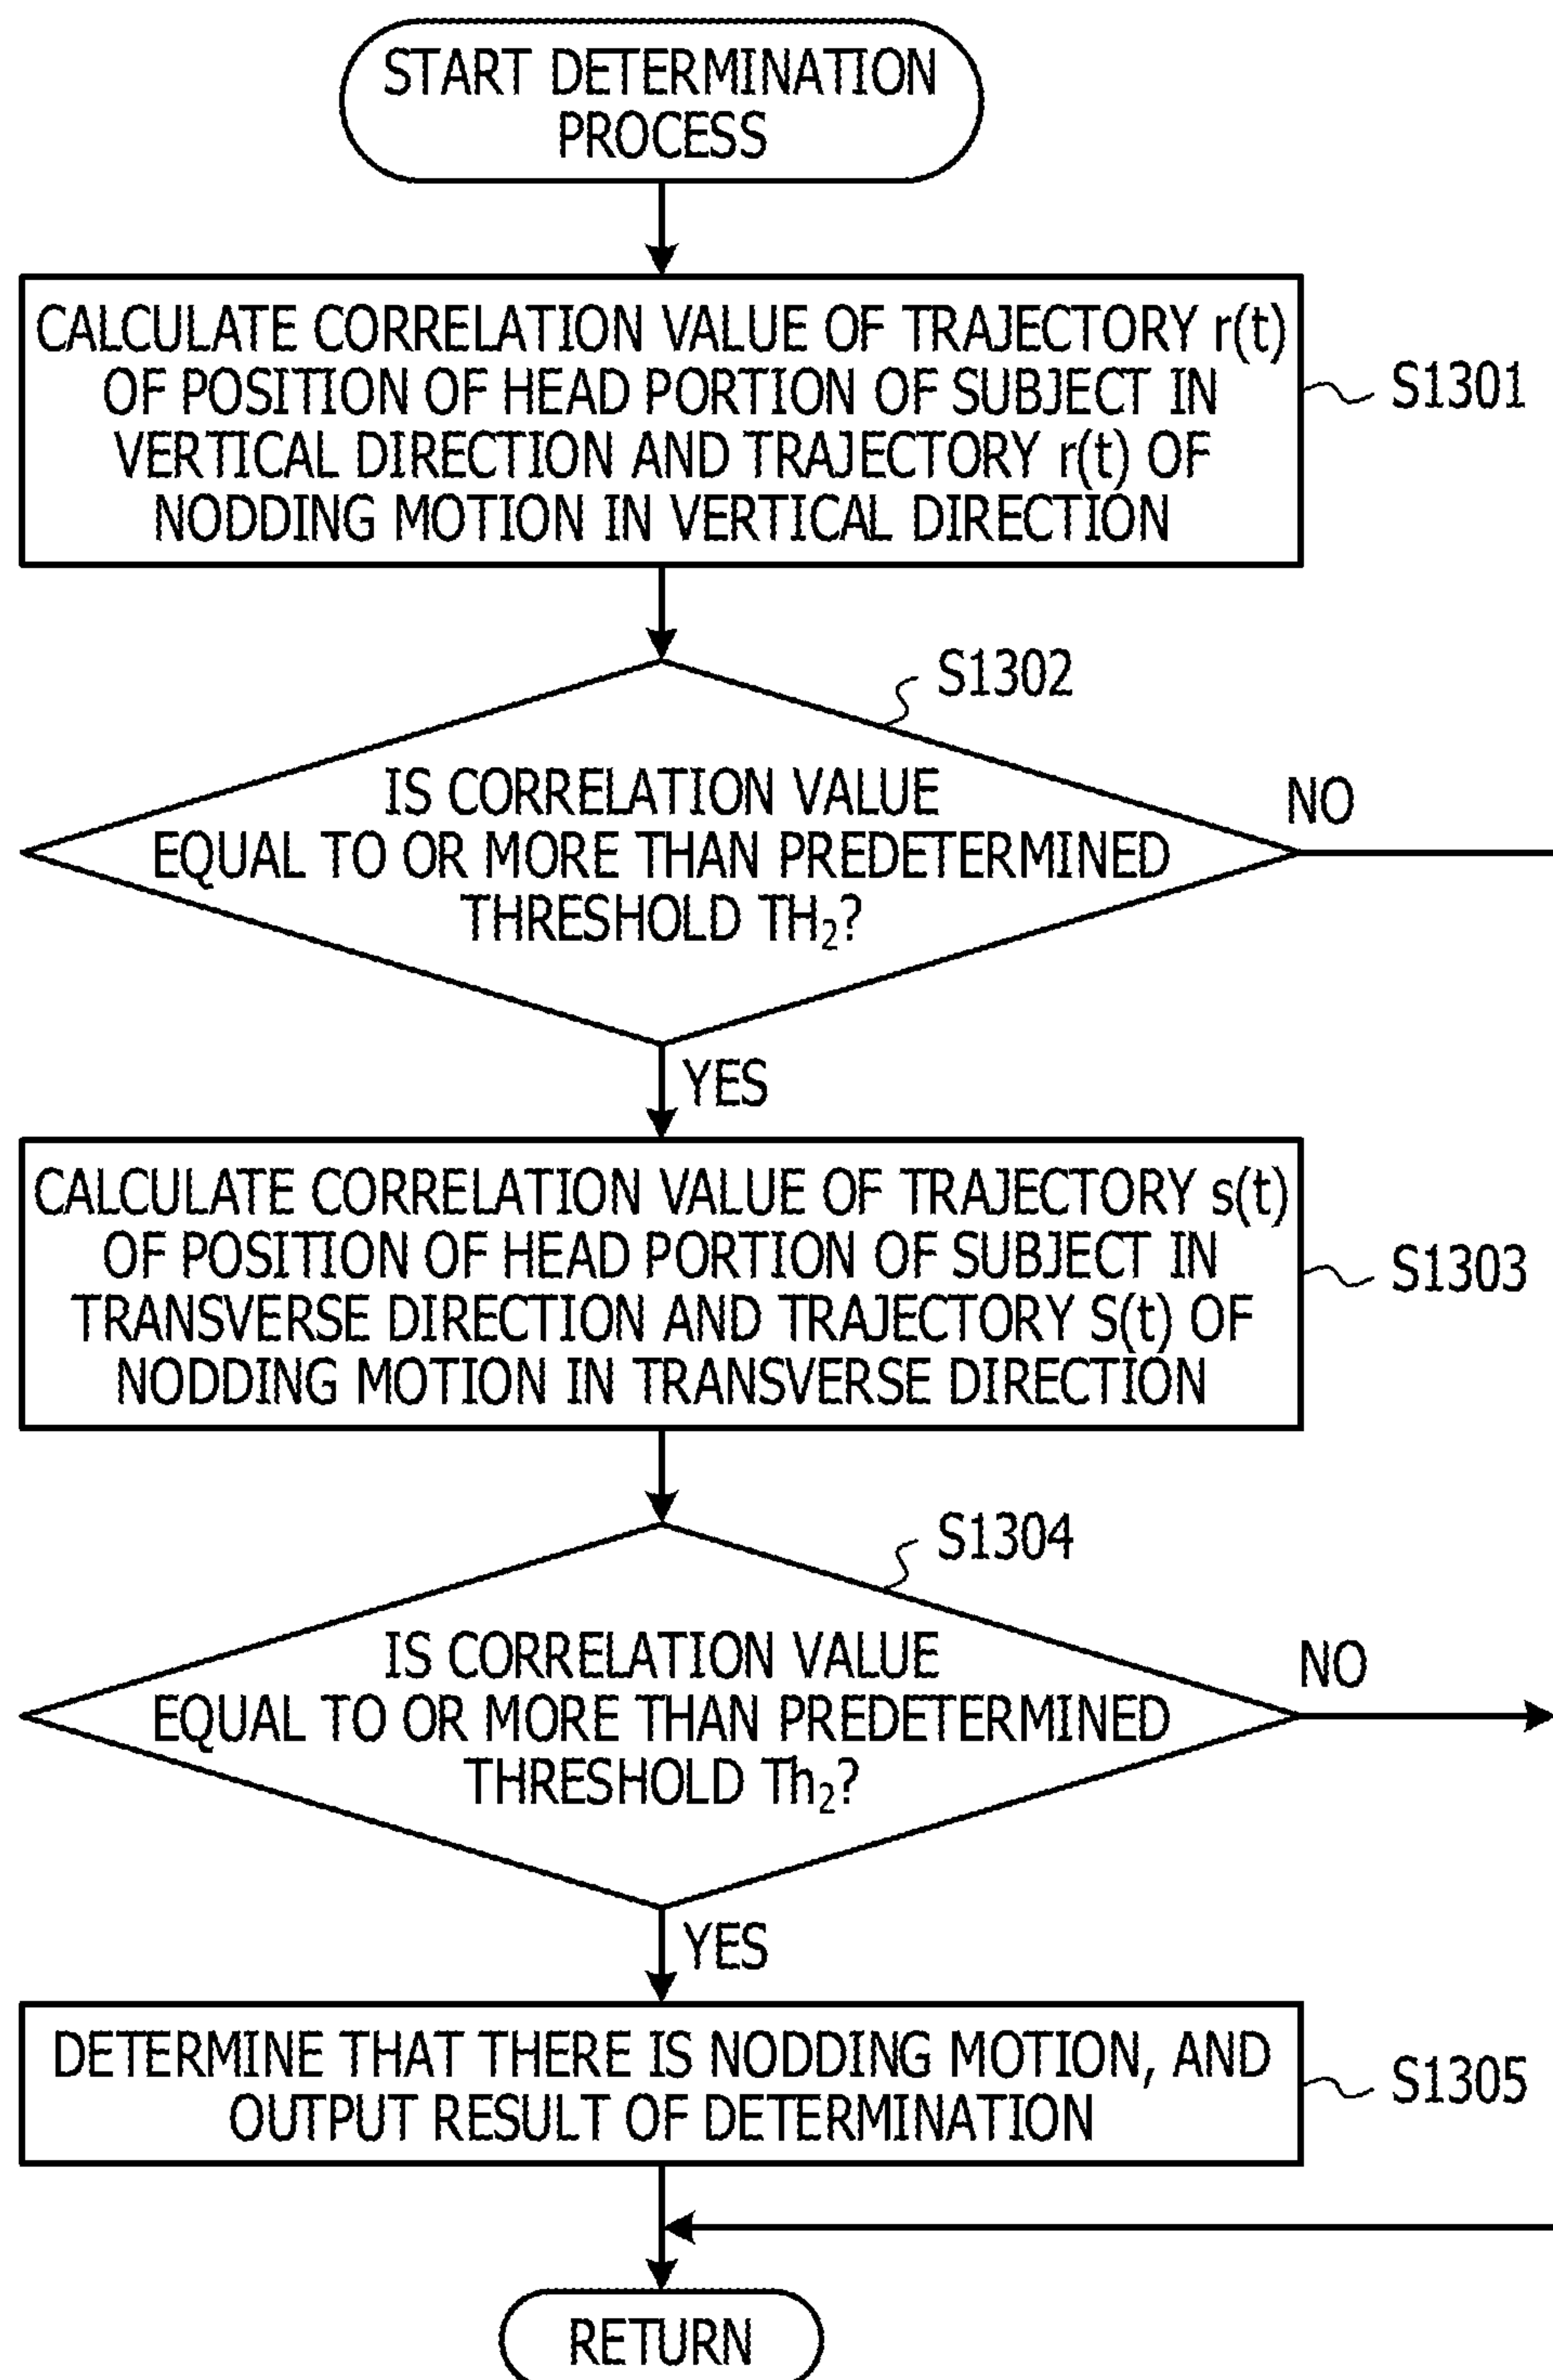 START DETERMINATION
PROCESS
CALCULATE CORRELATION VALUE OF TRAJECTORY r(t)
OF POSITION OF HEAD PORTION OF SUBJECT IN
VERTICAL DIRECTION AND TRAJECTORY r(t) OF
NODDING MOTION IN VERTICAL DIRECTION
S1301
S1302
IS CORRELATION VALUE
EQUAL TO OR MORE THAN PREDETERMINED
THRESHOLD TH₂?
NO
YES
CALCULATE CORRELATION VALUE OF TRAJECTORY s(t)
OF POSITION OF HEAD PORTION OF SUBJECT IN
TRANSVERSE DIRECTION AND TRAJECTORY S(t) OF
NODDING MOTION IN TRANSVERSE DIRECTION
S1303
S1304
IS CORRELATION VALUE
EQUAL TO OR MORE THAN PREDETERMINED
THRESHOLD Th₂?
NO
YES
DETERMINE THAT THERE IS NODDING MOTION, AND
OUTPUT RESULT OF DETERMINATION
S1305
RETURN